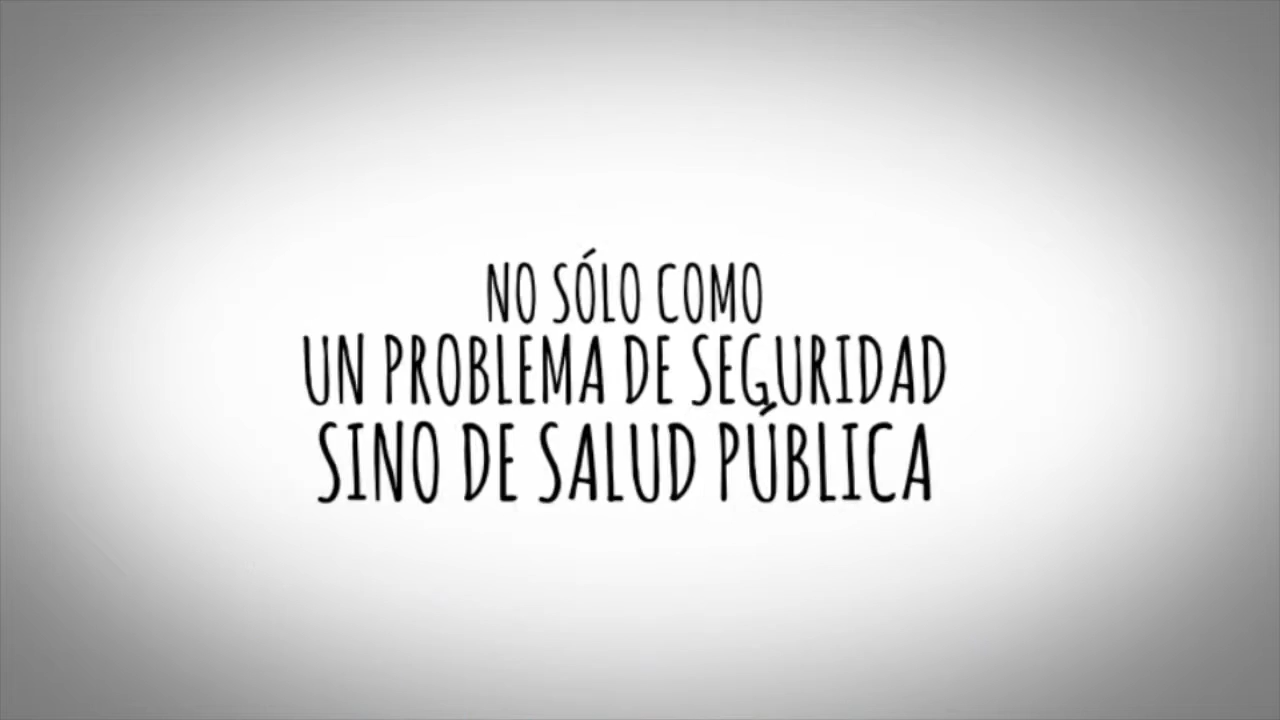 NO SÓLO COMO
UN PROBLEMA DE SEGURIDAD
SINO DE SALUD PÚBLICA